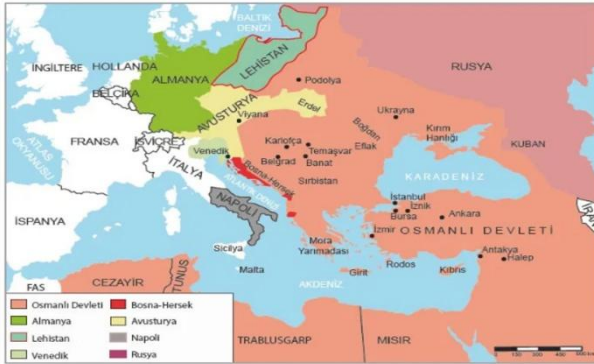 BALTIK
DENİZİ
İNGİLTERE
HOLLANDA
BELÇİKA
ALMANYA
LEHİSTAN
RUSYA
Podolya
ATLAS
OKYANUSU
FRANSA
İSVİÇRE
AVUSTURYA
Viyana
Erdel
Ukrayna
Boğdan
Kırım
Hanlığı
KUBAN
Karlofça
Temaşvar
Eflak
Venedik
Belgrad
Banat
İTALYA
Bosna-Hersek
Sırbistan
KARADENİZ
NAPOLİ
İSPANYA
İstanbul
İznik
Bursa
Ankara
İzmir
OSMANLI DEVLETİ
İRAN
Sicilya
Mora
Yarımadası
Malta
Girit
Rodos
Kıbrıs
Antakya
Halep
AKDENİZ
FAS
CEZAYİR
TUNUS
TRABLUSGARP
MISIR
Osmanlı Devleti
Almanya
Lehistan
Venedik
Bosna-Hersek
Avusturya
Napoli
Rusya